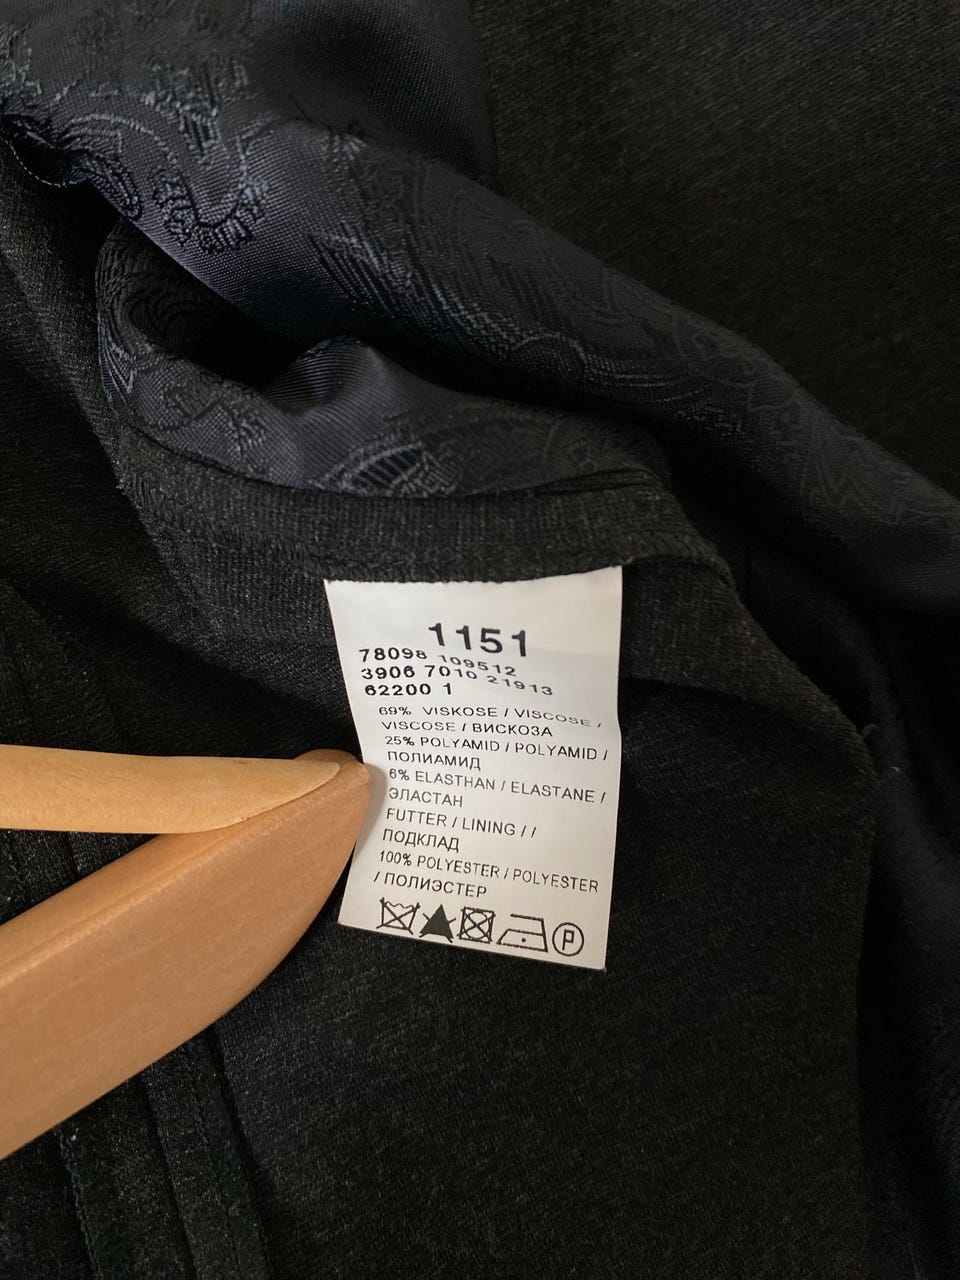 1151
78098 109512
3906 7010 21913
62200 1
69% VISKOSE / VISCOSE /
VISCOSE / ВИСКОЗА
25% POLYAMID / POLYAMID /
ПОЛИАМИД
6% ELASTHAN / ELASTANE /
ЭЛАСТАН
FUTTER / LINING / /
ПОДКЛАД
100% POLYESTER / POLYESTER
/ ПОЛИЭСТЕР
P